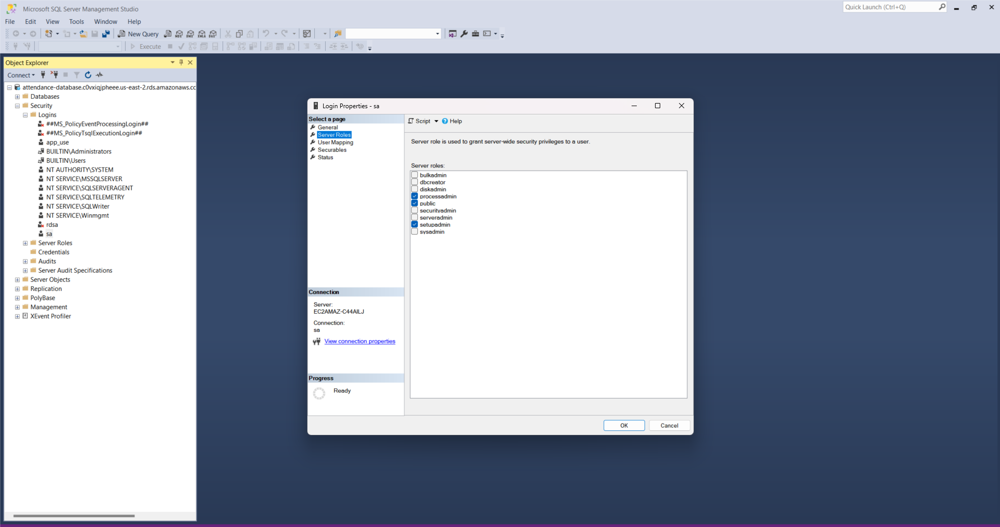 Microsoft SQL Server Management Studio
Quick Launch (Ctrl+Q)
File Edit View Tools Window Help
New Query
MDX DMX XMLA DAX
Execute
Object Explorer
Connect
attendance-database.c0vxiqjpheee.us-east-2.rds.amazonaws.cc
Databases
Security
Logins
##MS_PolicyEventProcessingLogin##
##MS_PolicyTsqlExecutionLogin##
app_use
BUILTIN\Administrators
BUILTIN\Users
NT AUTHORITY\SYSTEM
NT SERVICE\MSSQLSERVER
NT SERVICE\SQLSERVERAGENT
NT SERVICE\SQLTELEMETRY
NT SERVICE\SQLWriter
NT SERVICE\Winmgmt
rdsa
sa
Server Roles
Credentials
Audits
Server Audit Specifications
Server Objects
Replication
PolyBase
Management
XEvent Profiler
Login Properties - sa
Select a page
General
Server Roles
User Mapping
Securables
Status
Connection
Server:
EC2AMAZ-C44AILJ
Connection:
sa
View connection properties
Progress
Ready
Script Help
Server role is used to grant server-wide security privileges to a user.
Server roles:
bulkadmin
dbcreator
diskadmin
processadmin
public
securityadmin
serveradmin
setupadmin
sysadmin
OK Cancel